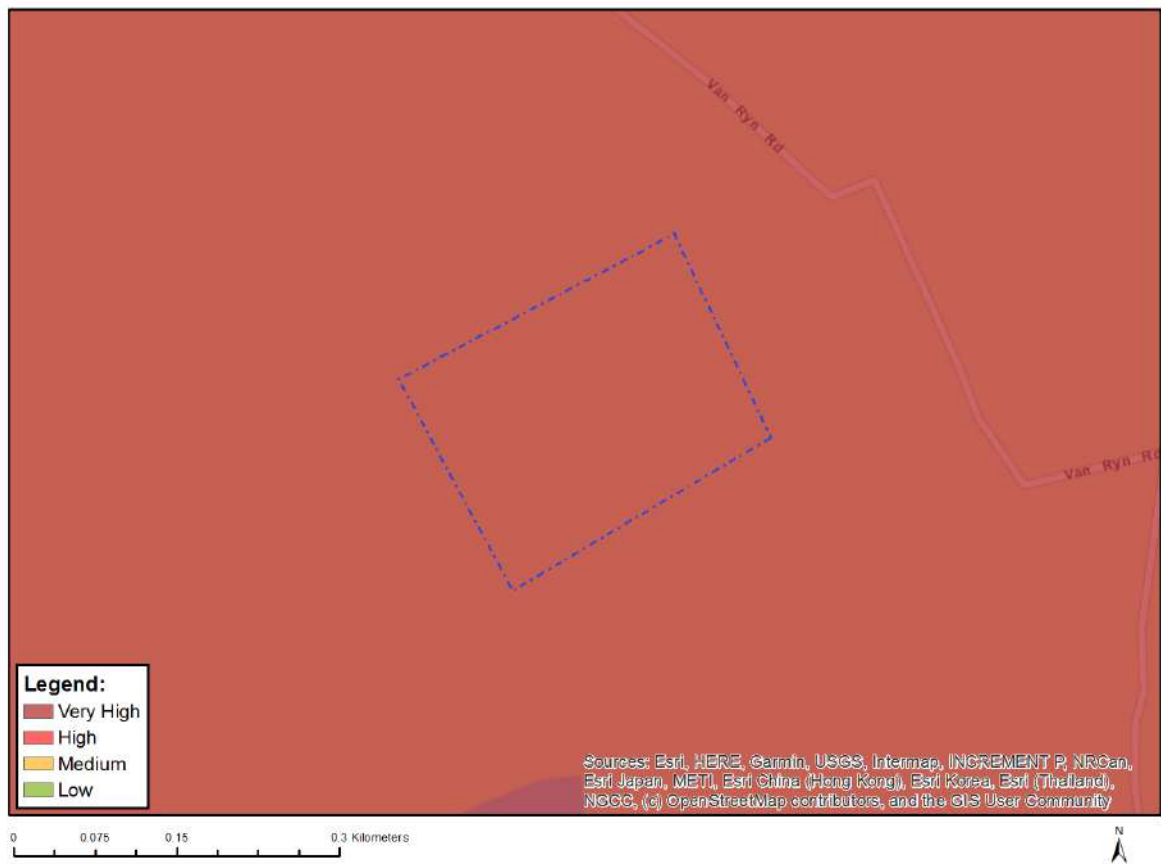 Van Ryn Rd
Van Ryn Rd
Legend:
Very High
High
Medium
Low
Sources: Esri, HERE, Garmin, USGS, Intermap, INCREMENT P, NRCan,
Esri Japan, METI, Esri China (Hong Kong), Esri Korea, Esri (Thailand),
NGCC, (c) OpenStreetMap contributors, and the GIS User Community
0 0.075 0.15 0.3 Kilometers
N